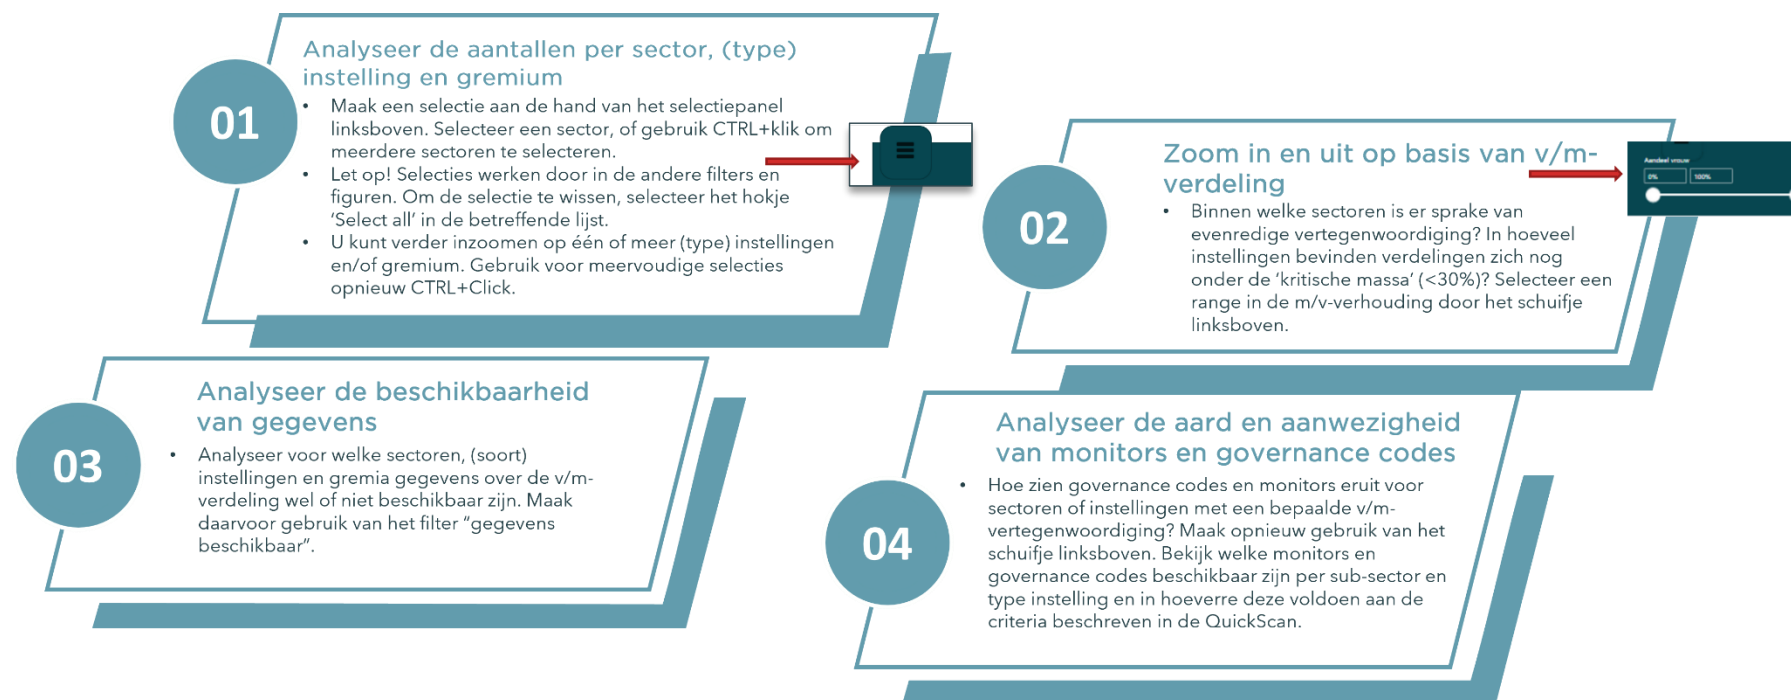 01
Analyseer de aantallen per sector, (type)
instelling en gremium
• Maak een selectie aan de hand van het selectiepanel
linksboven. Selecteer een sector, of gebruik CTRL+klik om
meerdere sectoren te selecteren.
• Let op! Selecties werken door in de andere filters en
figuren. Om de selectie te wissen, selecteer het hokje
‘Select all’ in de betreffende lijst.
• U kunt verder inzoomen op één of meer (type) instellingen
en/of gremium. Gebruik voor meervoudige selecties
opnieuw CTRL+Click.
02
Zoom in en uit op basis van v/m-
verdeling
• Binnen welke sectoren is er sprake van
evenredige vertegenwoordiging? In hoeveel
instellingen bevinden verdelingen zich nog
onder de ‘kritische massa’ (<30%)? Selecteer een
range in de m/v-verhouding door het schuifje
linksboven.
Aandeel vrouw
0% 100%
03
Analyseer de beschikbaarheid
van gegevens
• Analyseer voor welke sectoren, (soort)
instellingen en gremia gegevens over de v/m-
verdeling wel of niet beschikbaar zijn. Maak
daarvoor gebruik van het filter “gegevens
beschikbaar”.
04
Analyseer de aard en aanwezigheid
van monitors en governance codes
• Hoe zien governance codes en monitors eruit voor
sectoren of instellingen met een bepaalde v/m-
vertegenwoordiging? Maak opnieuw gebruik van het
schuifje linksboven. Bekijk welke monitors en
governance codes beschikbaar zijn per sub-sector en
type instelling en in hoeverre deze voldoen aan de
criteria beschreven in de QuickScan.